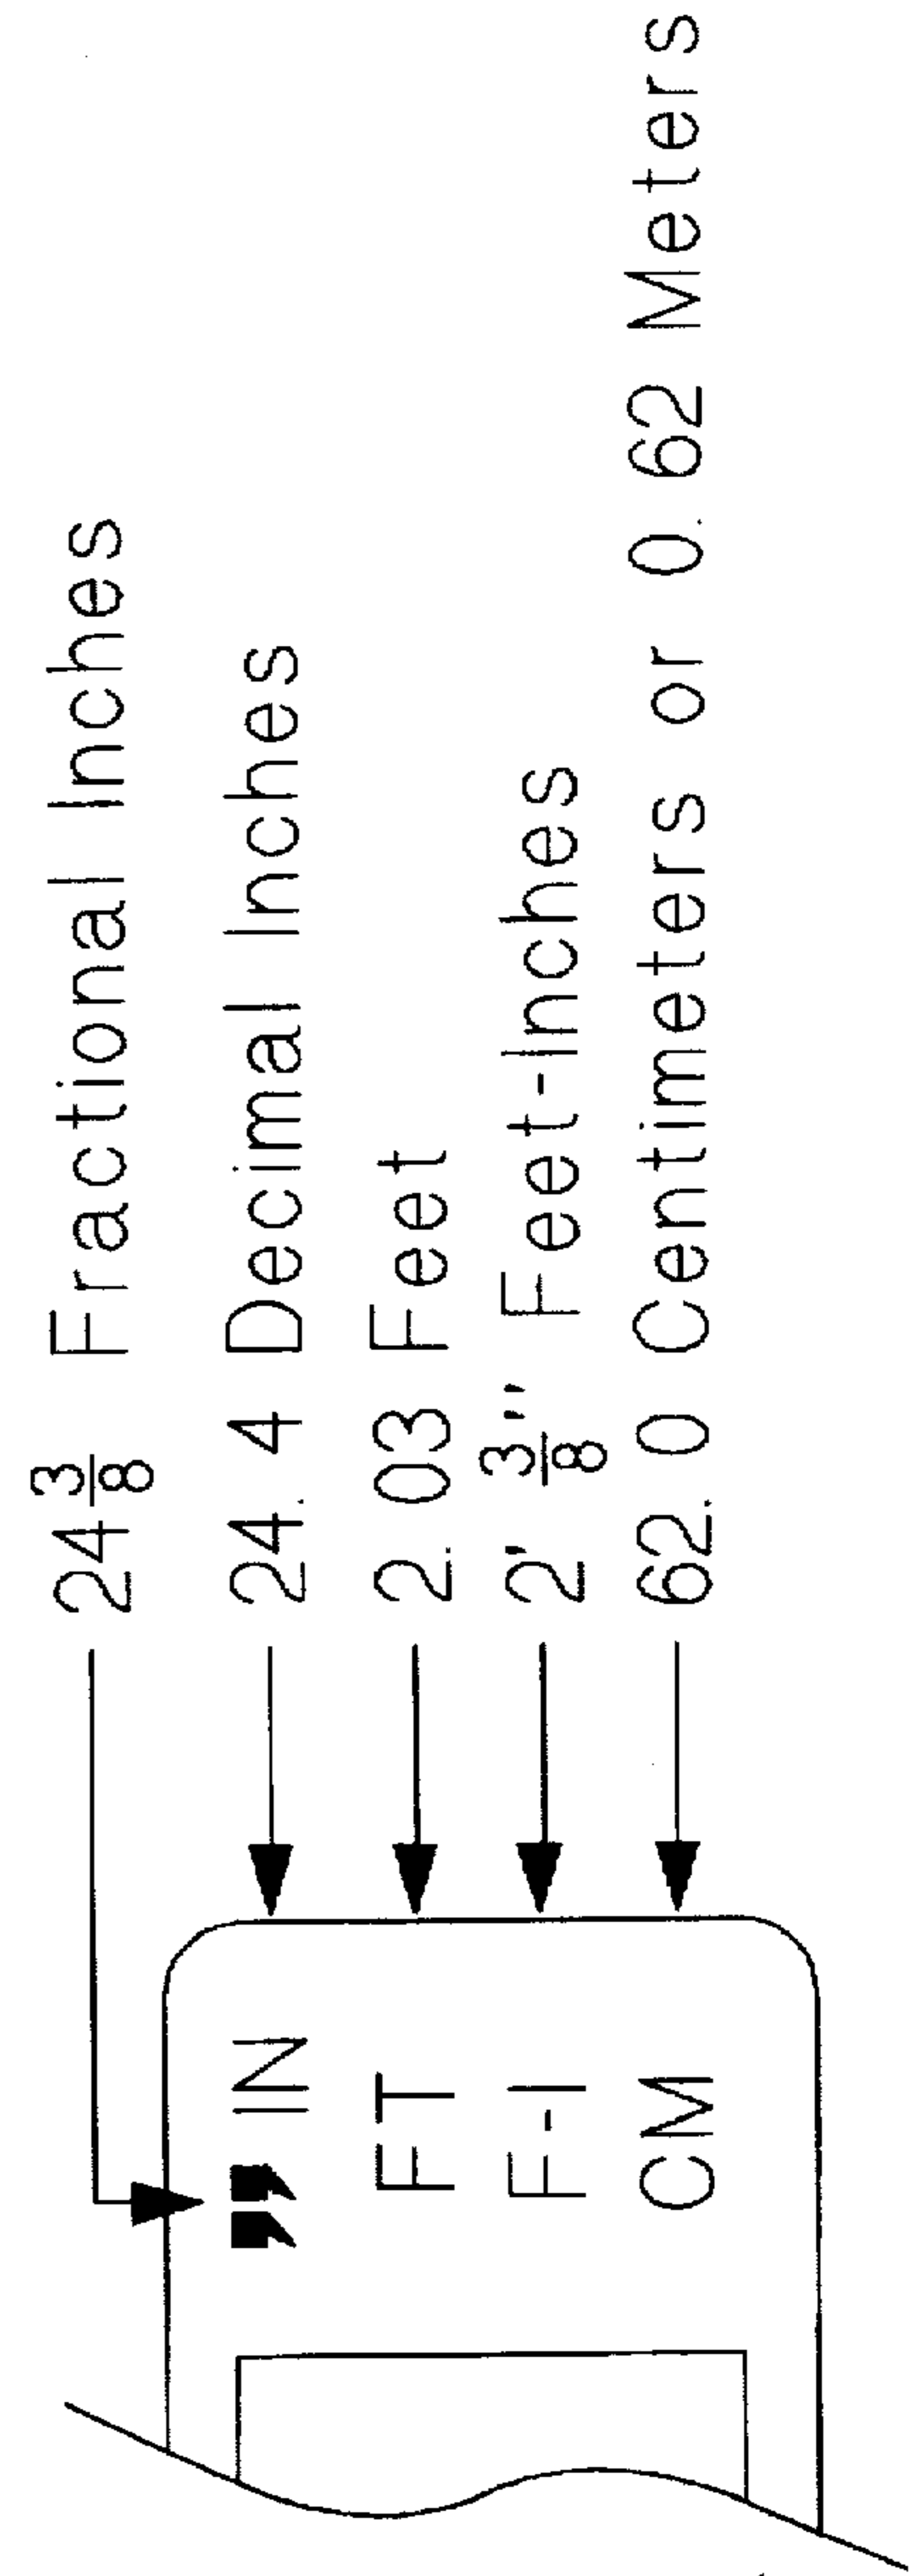 24 3/8 Fractional Inches
" IN 24.4 Decimal Inches
FT 2.03 Feet
F-I 2' 3/8" Feet-Inches
CM 62.0 Centimeters or 0.62 Meters